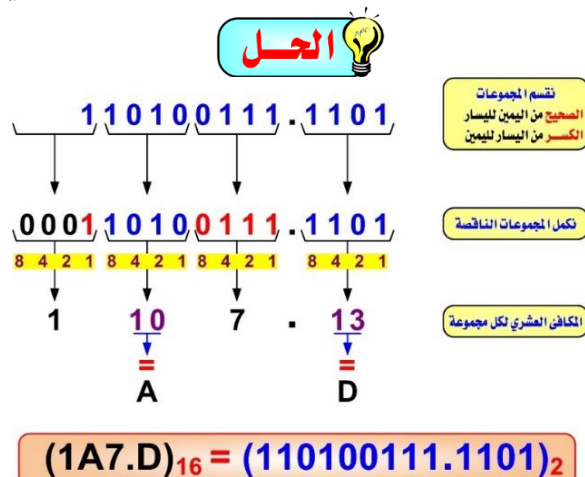 الحل
1 1 0 1 0 0 1 1 1 . 1 1 0 1
نقسم المجموعات
الصحيح من اليمين لليسار
الكسر من اليسار لليمين
0 0 0 1 1 0 1 0 0 1 1 1 . 1 1 0 1
نكمل المجموعات الناقصة
8 4 2 1 8 4 2 1 8 4 2 1 8 4 2 1
1 10 7 . 13
المكافئ العشري لكل مجموعة
= =
A D
(1A7.D)16 = (110100111.1101)2